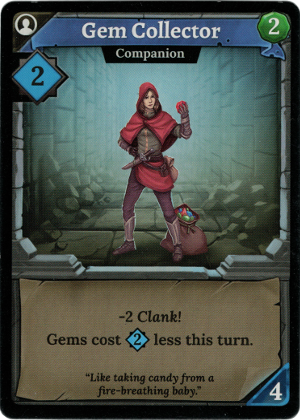 Gem Collector
2
Companion
2
-2 Clank!
Gems cost 2 less this turn.
“Like taking candy from a
fire-breathing baby.”
4